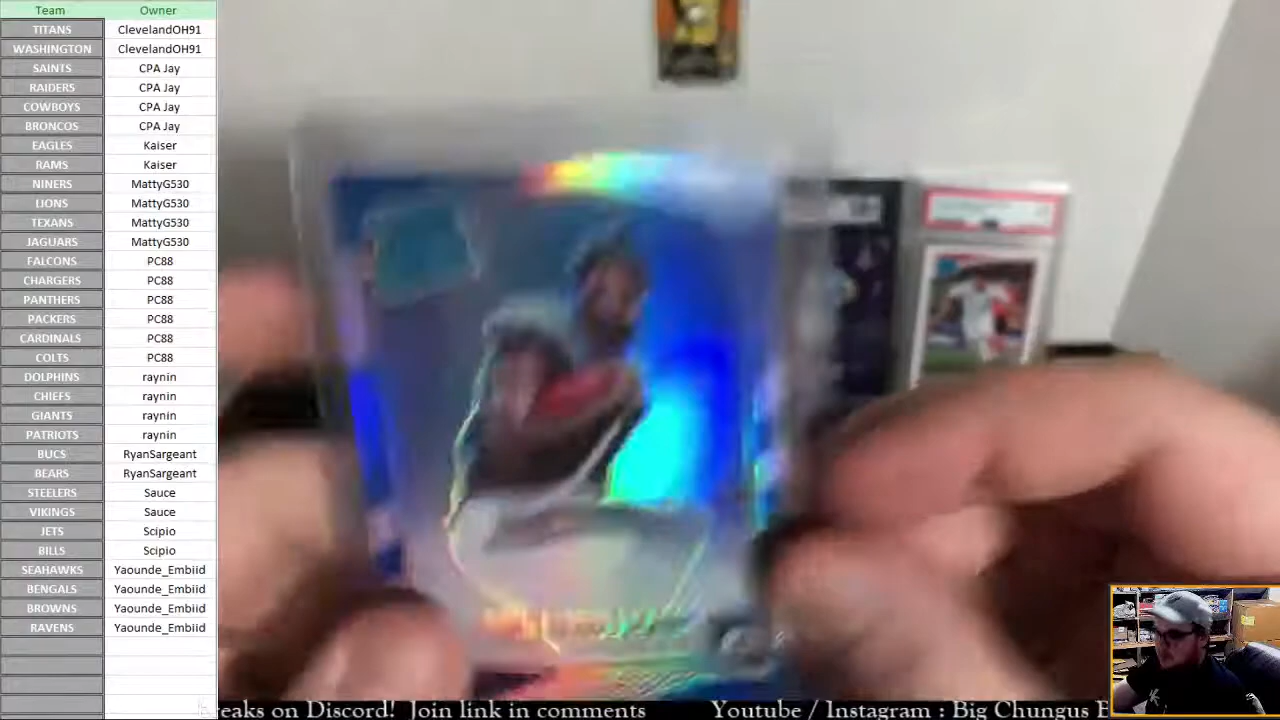 Team Owner
TITANS ClevelandOH91
WASHINGTON ClevelandOH91
SAINTS CPA Jay
RAIDERS CPA Jay
COWBOYS CPA Jay
BRONCOS CPA Jay
EAGLES Kaiser
RAMS Kaiser
NINERS MattyG530
LIONS MattyG530
TEXANS MattyG530
JAGUARS MattyG530
FALCONS PC88
CHARGERS PC88
PANTHERS PC88
PACKERS PC88
CARDINALS PC88
COLTS PC88
DOLPHINS raynin
CHIEFS raynin
GIANTS raynin
PATRIOTS raynin
BUCS RyanSargeant
BEARS RyanSargeant
STEELERS Sauce
VIKINGS Sauce
JETS Scipio
BILLS Scipio
SEAHAWKS Yaounde_Embiid
BENGALS Yaounde_Embiid
BROWNS Yaounde_Embiid
RAVENS Yaounde_Embiid
reaks on Discord! Join link in comments Youtube / Instagram : Big Chungus